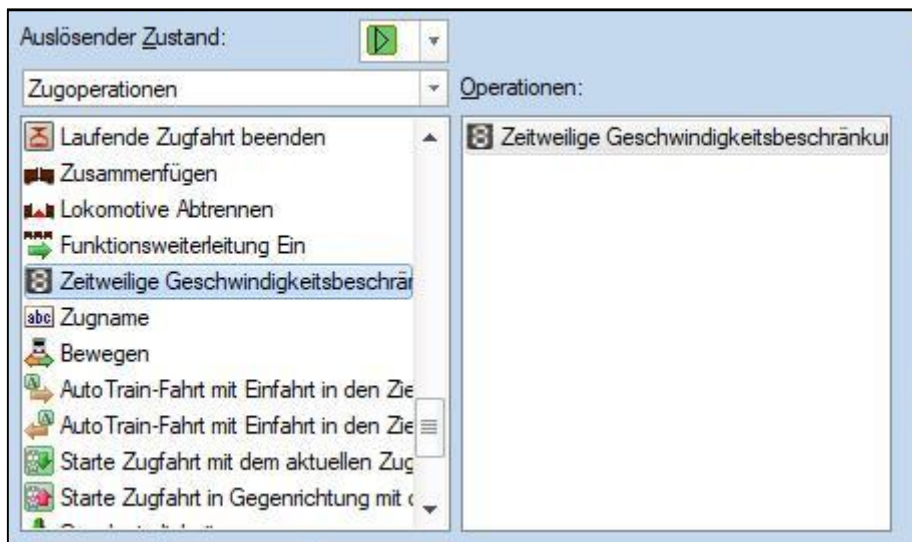 Auslösender Zustand:
Zugoperationen
Operationen:
Laufende Zugfahrt beenden
Zusammenfügen
Lokomotive Abtrennen
Funktionsweiterleitung Ein
Zeitweilige Geschwindigkeitsbeschrän
abc Zugname
Bewegen
AutoTrain-Fahrt mit Einfahrt in den Zie
AutoTrain-Fahrt mit Einfahrt in den Zie
Starte Zugfahrt mit dem aktuellen Zug
Starte Zugfahrt in Gegenrichtung mit
Zeitweilige Geschwindigkeitsbeschränku